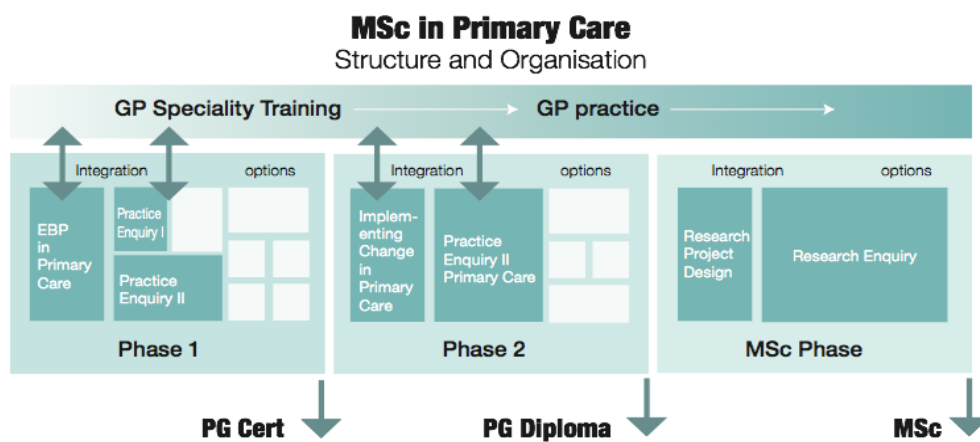 MSc in Primary Care
Structure and Organisation
GP Speciality Training
GP practice
Integration
options
EBP
in
Primary
Care
Practice
Enquiry I
Practice
Enquiry II
Phase 1
Integration
options
Implem-
enting
Change
in
Primary
Care
Practice
Enquiry II
Primary Care
Phase 2
Integration
options
Research
Project
Design
Research Enquiry
MSc Phase
PG Cert
PG Diploma
MSc